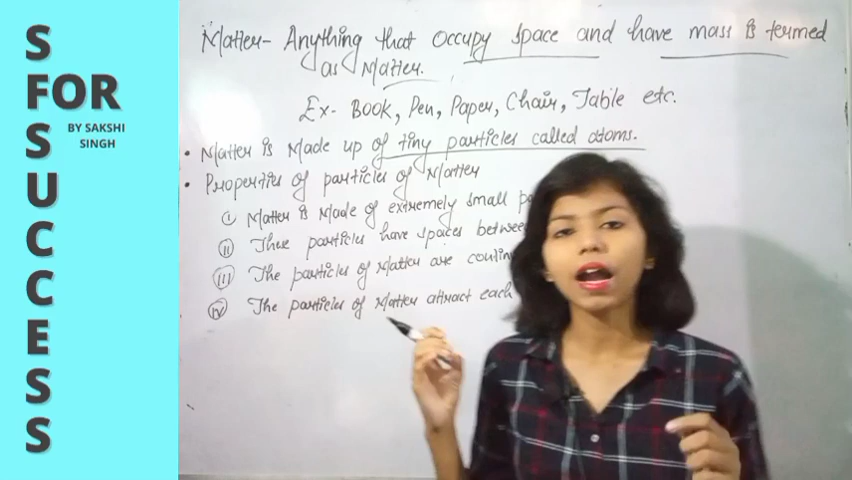 S
FOR
BY SAKSHI
SINGH
S
U
C
C
E
S
S
Matter- Anything that occupy space and have mass is termed
as Matter.
Ex- Book, Pen, Paper, Chair, Table etc.
• Matter is Made up of tiny particles called atoms.
• Properties of particles of Matter
(i) Matter is Made of extremely small
(ii) These particles have spaces between
(iii) The particles of Matter are
(iv) The particles of Matter attract each